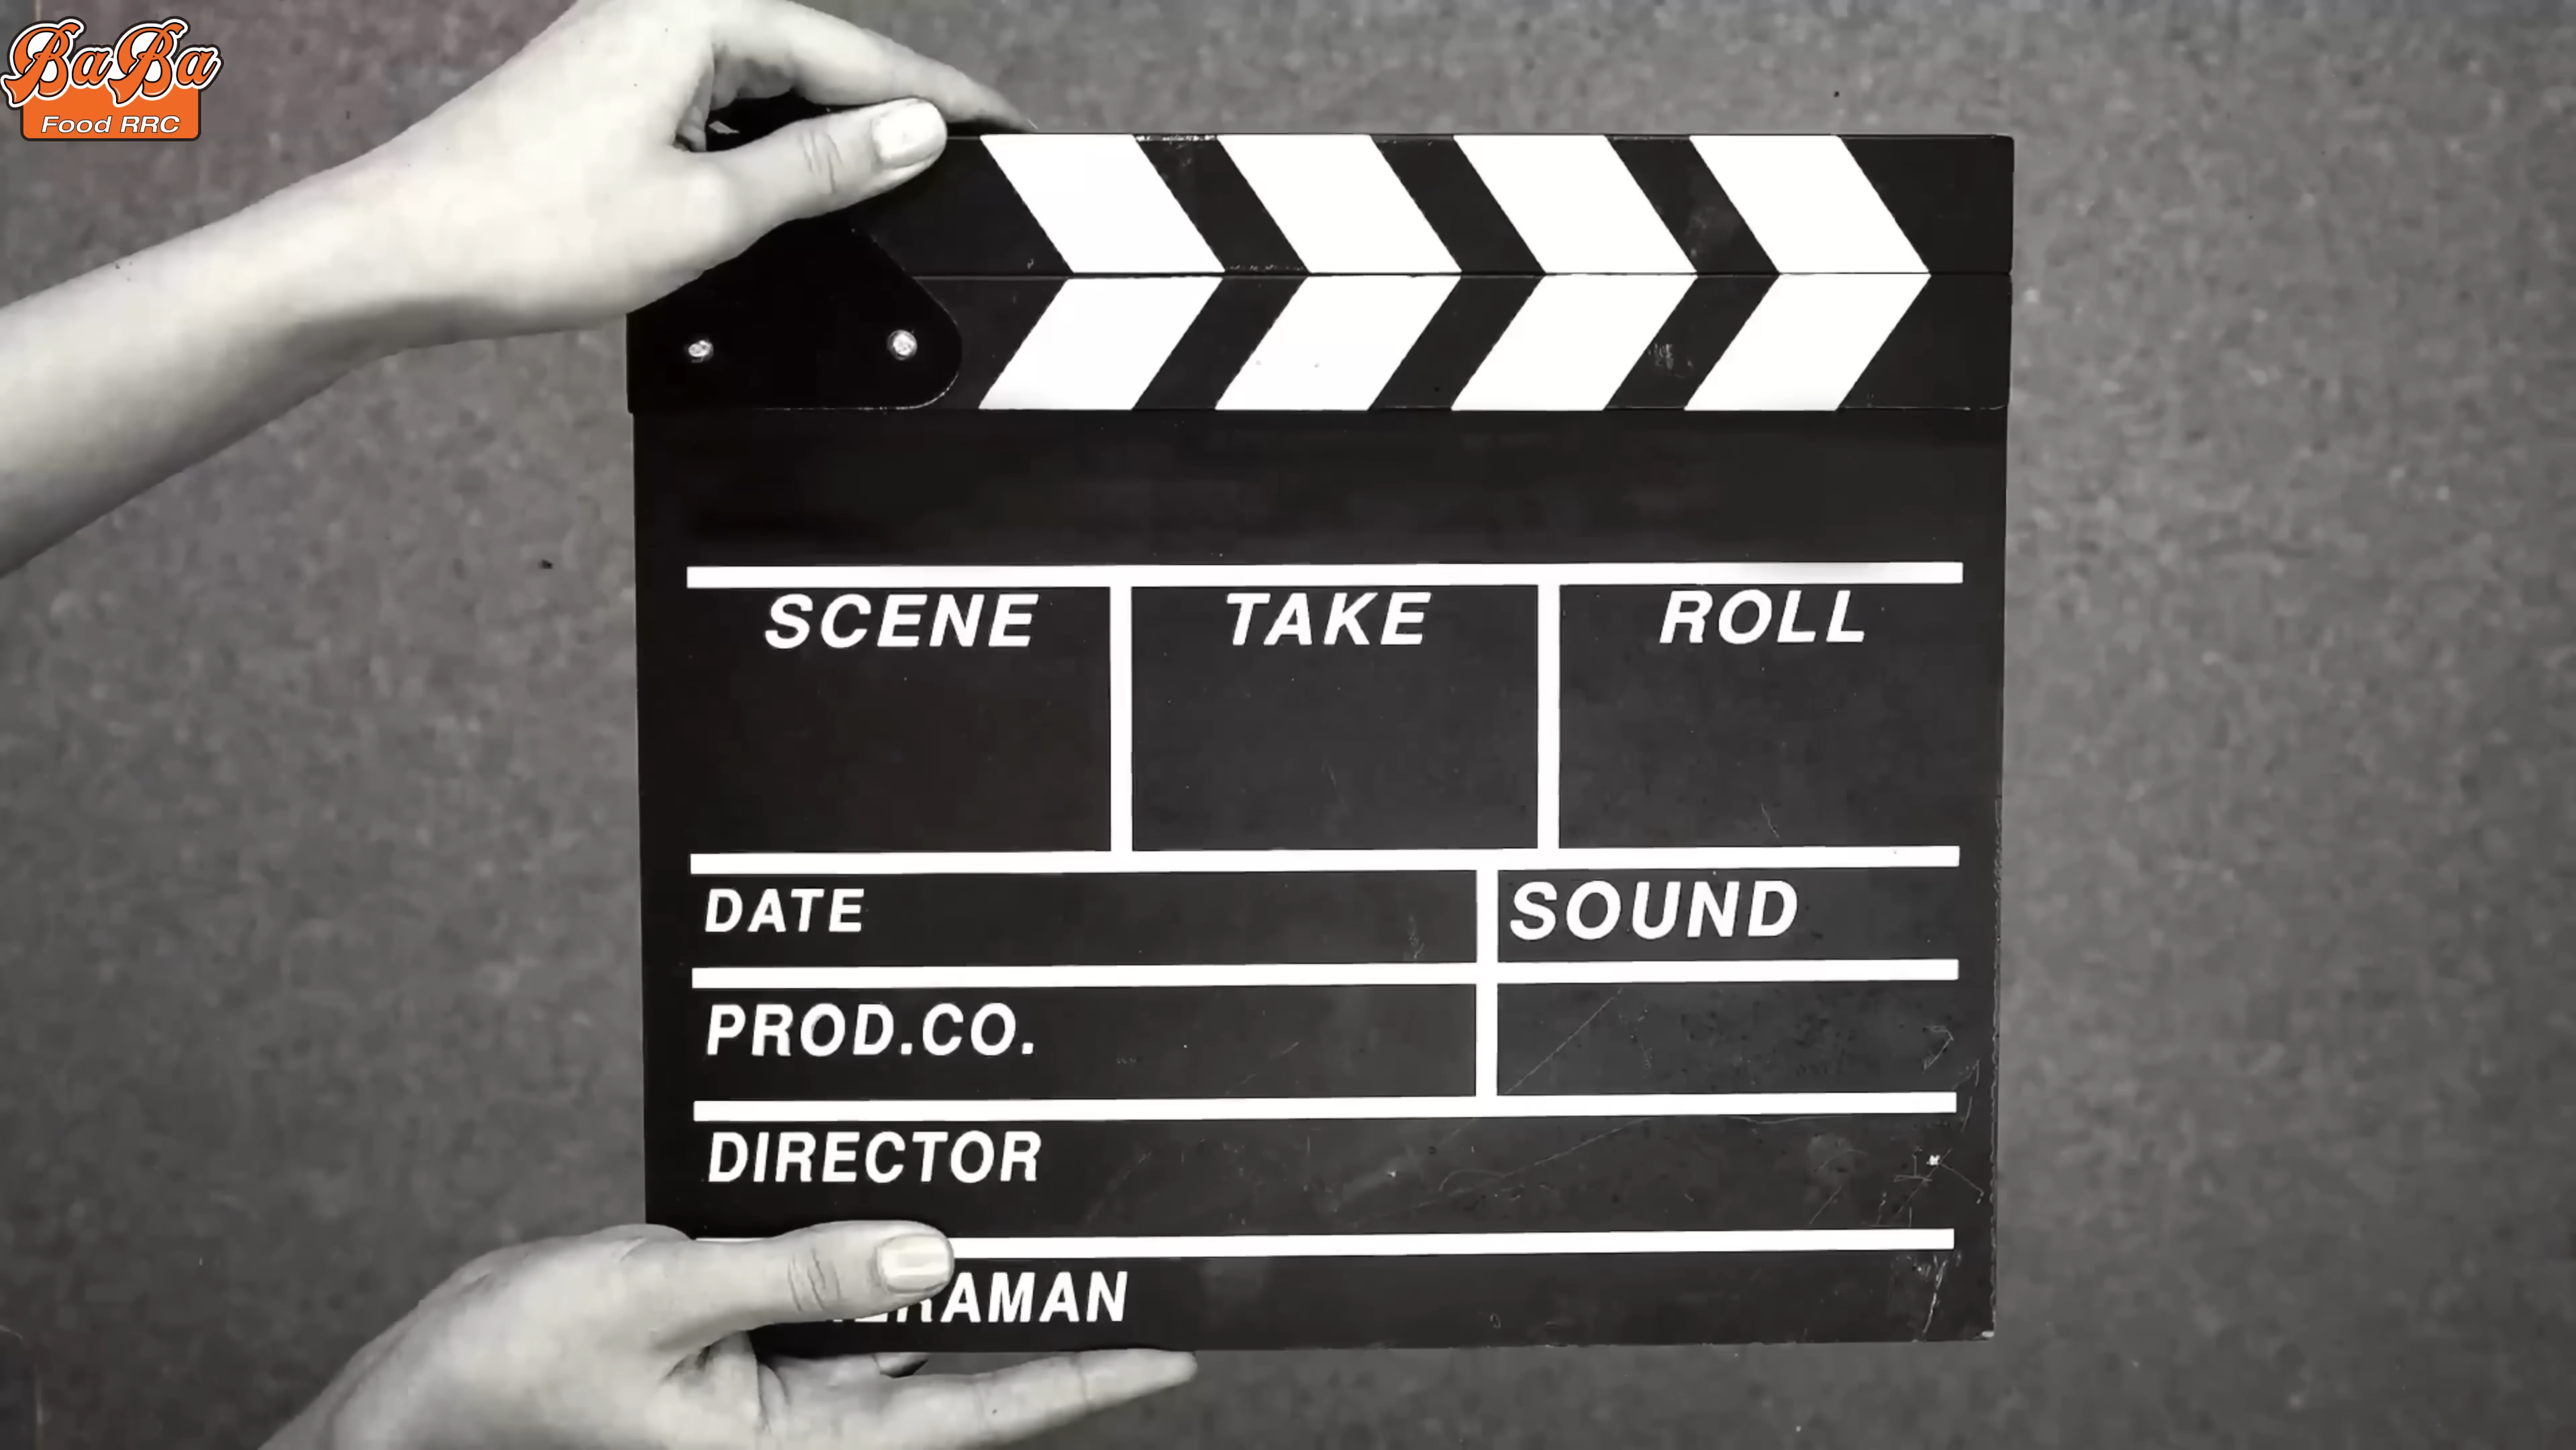 BaBa
Food RRC
SCENE TAKE ROLL
DATE SOUND
PROD.CO.
DIRECTOR